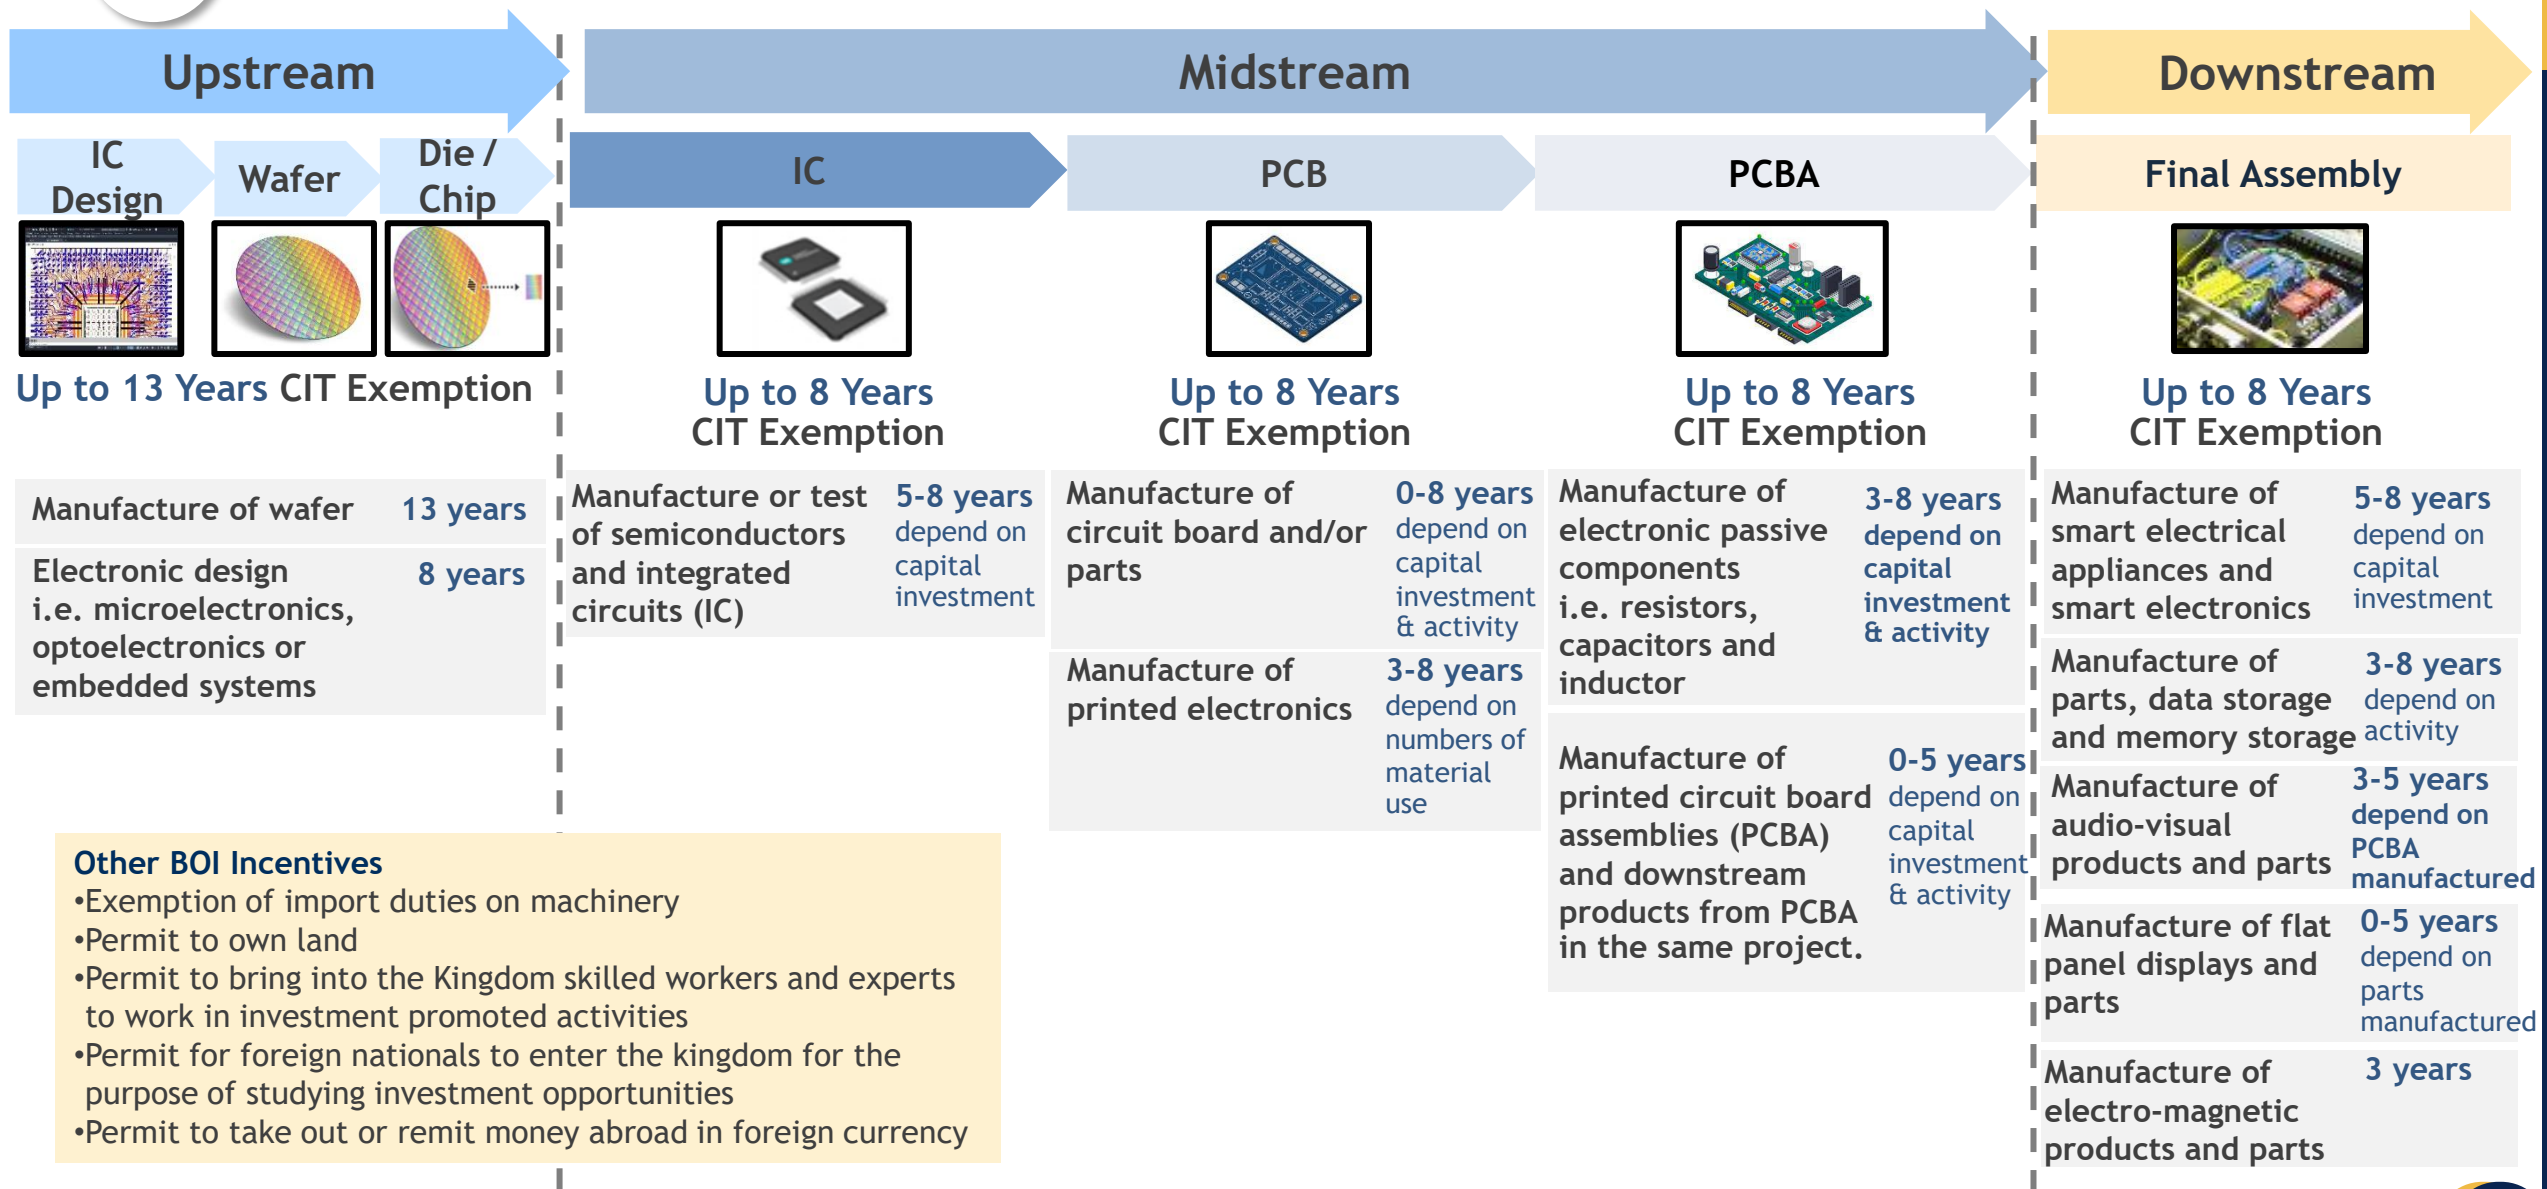 Upstream
Midstream
Downstream
IC
Design
Wafer
Die /
Chip
IC
PCB
PCBA
Final Assembly
Up to 13 Years CIT Exemption
Up to 8 Years
CIT Exemption
Up to 8 Years
CIT Exemption
Up to 8 Years
CIT Exemption
Up to 8 Years
CIT Exemption
Manufacture of wafer
13 years
Electronic design
i.e. microelectronics,
optoelectronics or
embedded systems
8 years
Manufacture or test
of semiconductors
and integrated
circuits (IC)
5-8 years
depend on
capital
investment
Manufacture of
circuit board and/or
parts
0-8 years
depend on
capital
investment
& activity
Manufacture of
printed electronics
3-8 years
depend on
numbers of
material
use
Manufacture of
electronic passive
components
i.e. resistors,
capacitors and
inductor
3-8 years
depend on
capital
investment
& activity
Manufacture of
printed circuit board
assemblies (PCBA)
and downstream
products from PCBA
in the same project.
0-5 years
depend on
capital
investment
& activity
Manufacture of
smart electrical
appliances and
smart electronics
5-8 years
depend on
capital
investment
Manufacture of
parts, data storage
and memory storage
3-8 years
depend on
activity
Manufacture of
audio-visual
products and parts
3-5 years
depend on
PCBA
manufactured
Manufacture of flat
panel displays and
parts
0-5 years
depend on
parts
manufactured
Manufacture of
electro-magnetic
products and parts
3 years
Other BOI Incentives
•Exemption of import duties on machinery
•Permit to own land
•Permit to bring into the Kingdom skilled workers and experts
to work in investment promoted activities
•Permit for foreign nationals to enter the kingdom for the
purpose of studying investment opportunities
•Permit to take out or remit money abroad in foreign currency